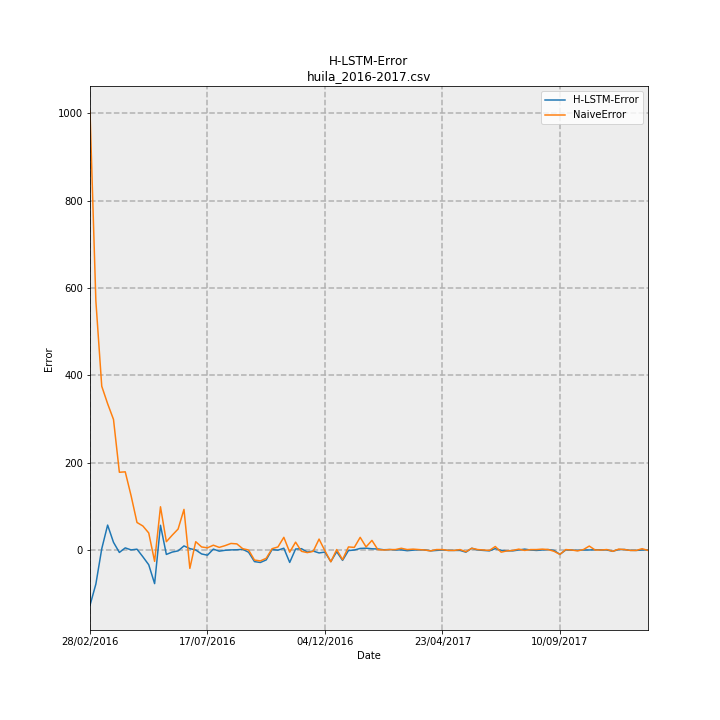 H-LSTM-Error
huila_2016-2017.csv
H-LSTM-Error
NaiveError
1000
800
600
400
200
0
Error
28/02/2016
17/07/2016
04/12/2016
23/04/2017
10/09/2017
Date